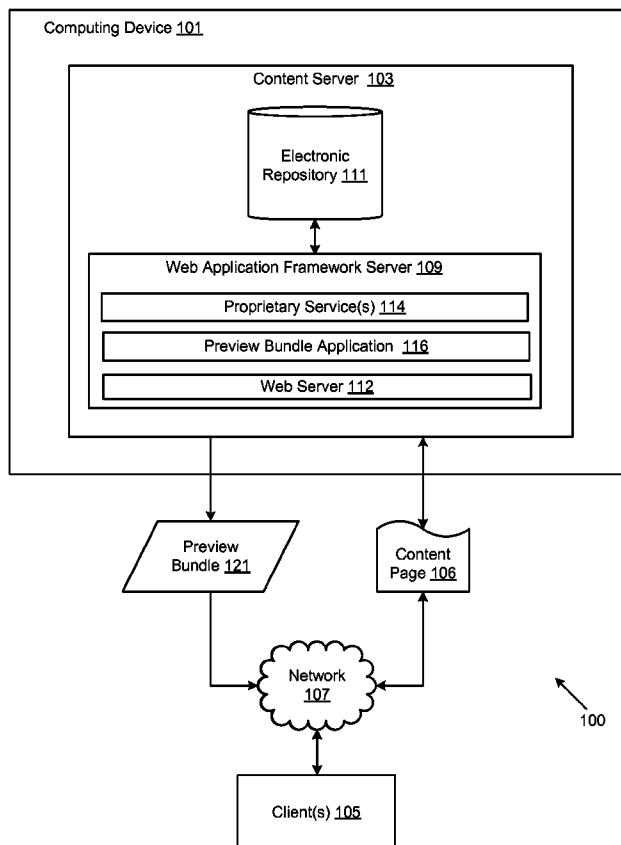 Computing Device 101
Content Server 103
Electronic
Repository 111
Web Application Framework Server 109
Proprietary Service(s) 114
Preview Bundle Application 116
Web Server 112
Preview
Bundle 121
Content
Page 106
Network
107
100
Client(s) 105